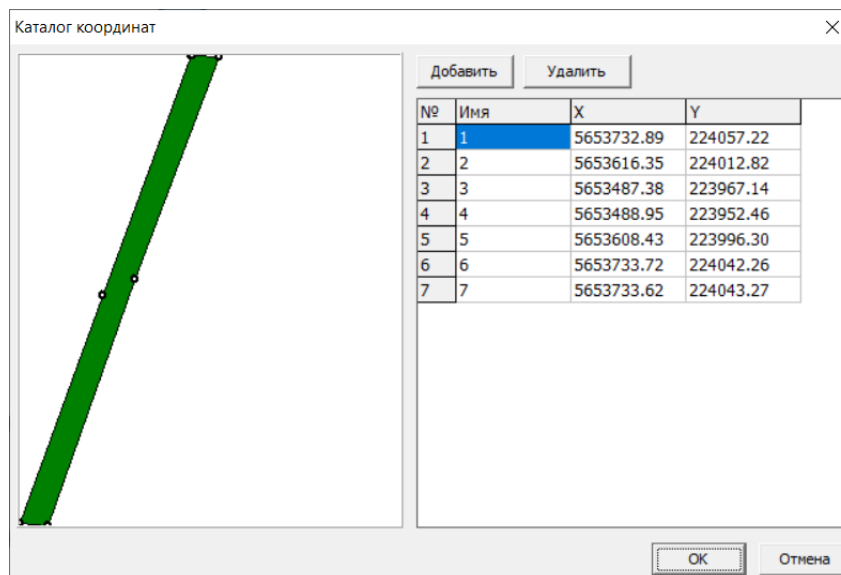 Каталог координат
Добавить Удалить
№ Имя X Y
1 1 5653732.89 224057.22
2 2 5653616.35 224012.82
3 3 5653487.38 223967.14
4 4 5653488.95 223952.46
5 5 5653608.43 223996.30
6 6 5653733.72 224042.26
7 7 5653733.62 224043.27
OK Отмена